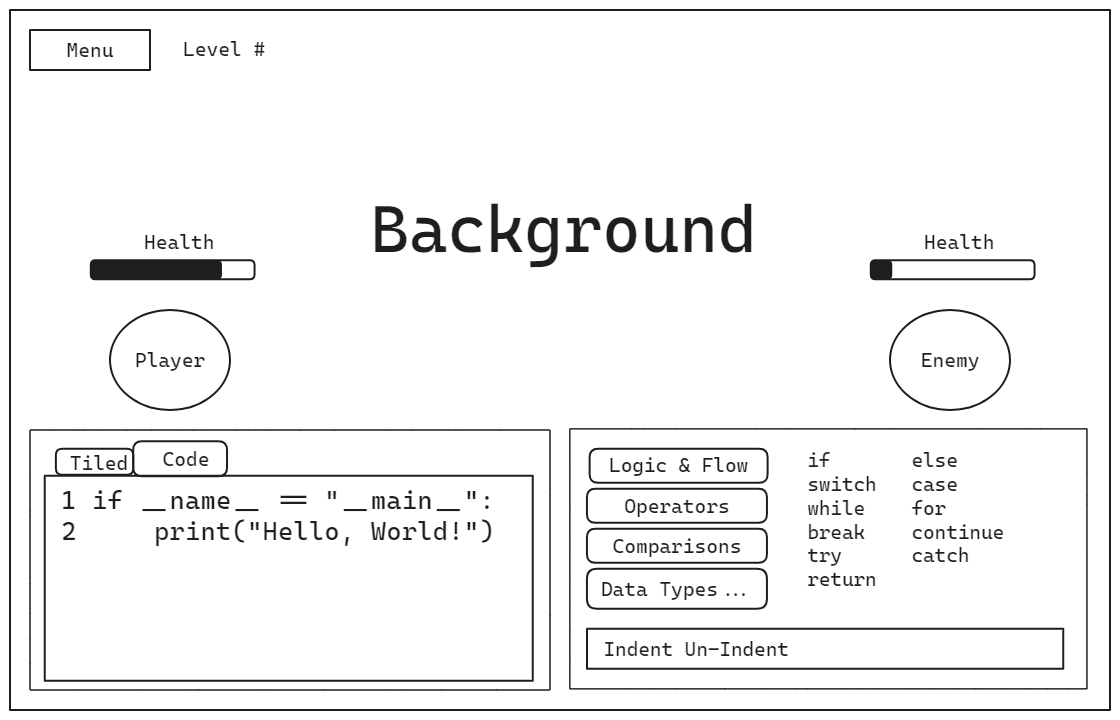 Menu
Level #
Background
Health
Health
Player
Enemy
Tiled
Code
1 if __name__ == "__main__":
2     print("Hello, World!")
Logic & Flow
Operators
Comparisons
Data Types...
if else
switch case
while for
break continue
try catch
return
Indent Un-Indent